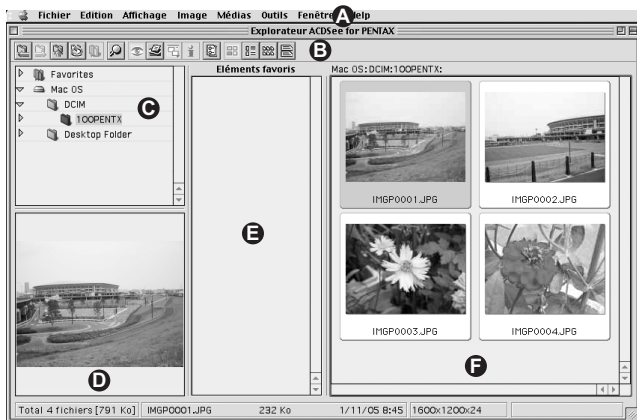 Fichier Edition Affichage Image Médias Outils Fenêtre Help
A
Explorateur ACDSee for PENTAX
B
Favorites
Mac OS
DCIM
100PENTX
Desktop Folder
C
D
Eléments favoris
E
Mac OS:DCIM:100PENTX:
IMGP0001.JPG
IMGP0002.JPG
IMGP0003.JPG
IMGP0004.JPG
F
Total 4 fichiers [791 Ko] IMGP0001.JPG 232 Ko 1/11/05 8:45 1600x1200x24